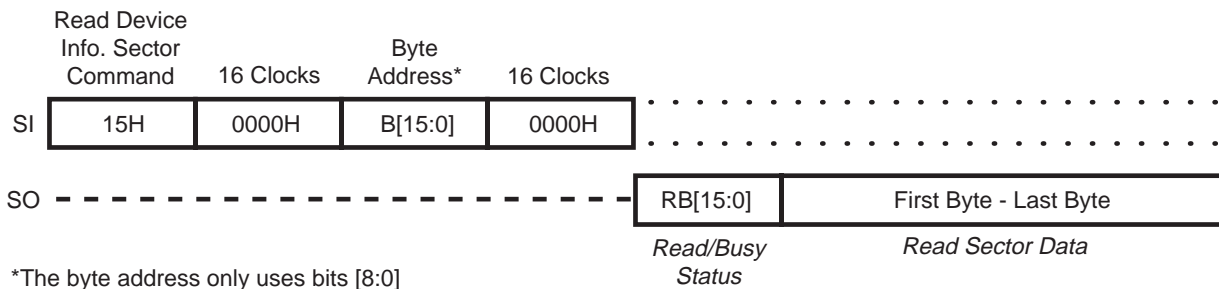 Read Device
Info. Sector
Command
16 Clocks
Byte
Address*
16 Clocks
SI
15H
0000H
B[15:0]
0000H
SO
RB[15:0]
First Byte - Last Byte
Read/Busy
Status
Read Sector Data
*The byte address only uses bits [8:0]